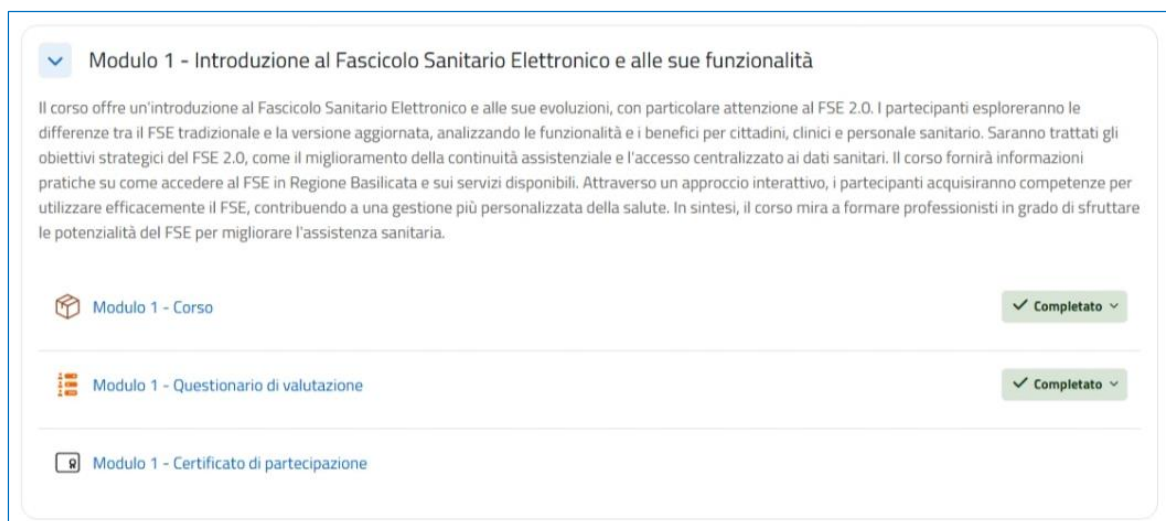 Modulo 1 - Introduzione al Fascicolo Sanitario Elettronico e alle sue funzionalità
Il corso offre un'introduzione al Fascicolo Sanitario Elettronico e alle sue evoluzioni, con particolare attenzione al FSE 2.0. I partecipanti esploreranno le
differenze tra il FSE tradizionale e la versione aggiornata, analizzando le funzionalità e i benefici per cittadini, clinici e personale sanitario. Saranno trattati gli
obiettivi strategici del FSE 2.0, come il miglioramento della continuità assistenziale e l'accesso centralizzato ai dati sanitari. Il corso fornirà informazioni
pratiche su come accedere al FSE in Regione Basilicata e sui servizi disponibili. Attraverso un approccio interattivo, i partecipanti acquisiranno competenze per
utilizzare efficacemente il FSE, contribuendo a una gestione più personalizzata della salute. In sintesi, il corso mira a formare professionisti in grado di sfruttare
le potenzialità del FSE per migliorare l'assistenza sanitaria.
Modulo 1 - Corso
Completato
Modulo 1 - Questionario di valutazione
Completato
Modulo 1 - Certificato di partecipazione